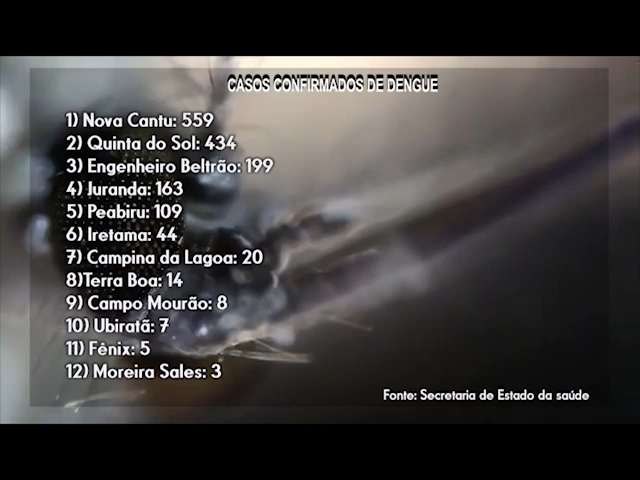 CASOS CONFIRMADOS DE DENGUE
1) Nova Cantu: 559
2) Quinta do Sol: 434
3) Engenheiro Beltrão: 199
4) Juranda: 163
5) Peabiru: 109
6) Iretama: 44
7) Campina da Lagoa: 20
8)Terra Boa: 14
9) Campo Mourão: 8
10) Ubiratã: 7
11) Fênix: 5
12) Moreira Sales: 3
Fonte: Secretaria de Estado da saúde